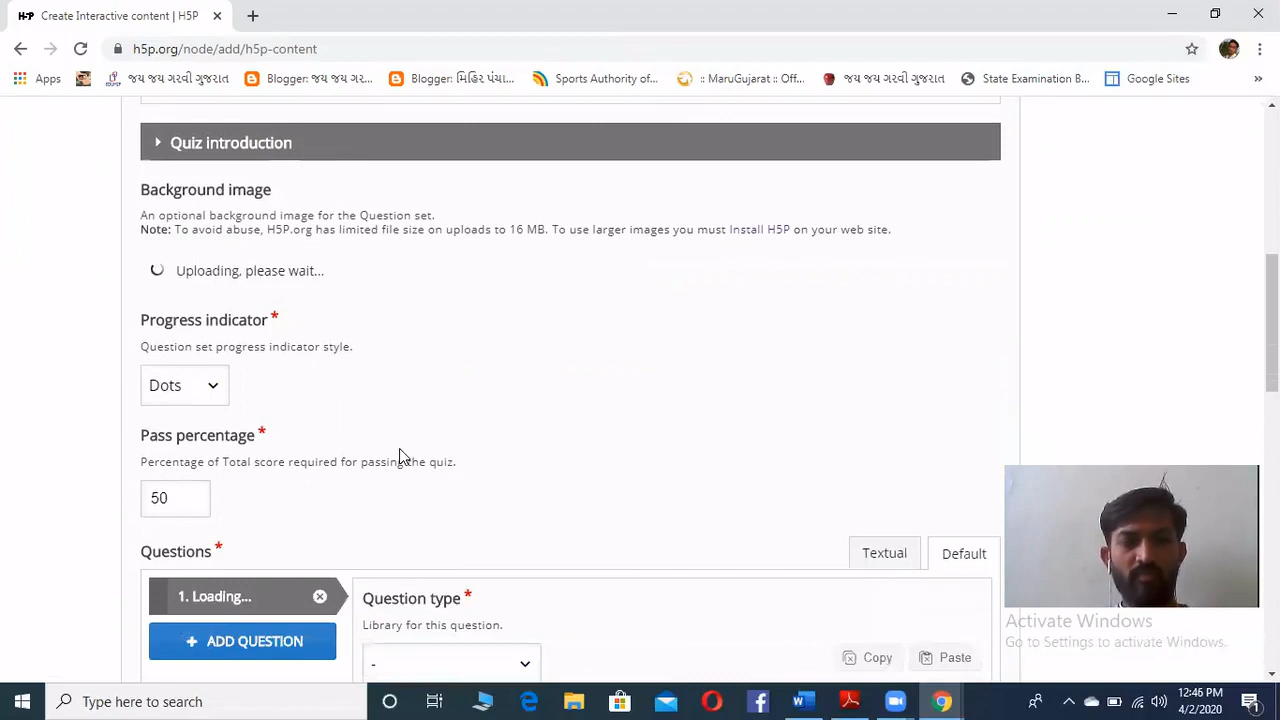 H5P Create Interactive content | H5P
h5p.org/node/add/h5p-content
Apps જય જય ગરવી ગુજરાત Blogger: જય જય ગર... Blogger: મિહિર પંચા... Sports Authority of... :: MeruGujarat :: Off... જય જય ગરવી ગુજરાત State Examination B... Google Sites »
Quiz introduction
Background image
An optional background image for the Question set.
Note: To avoid abuse, H5P.org has limited file size on uploads to 16 MB. To use larger images you must Install H5P on your web site.
Uploading, please wait...
Progress indicator *
Question set progress indicator style.
Dots
Pass percentage *
Percentage of Total score required for passing the quiz.
50
Questions *
Textual Default
1. Loading...
Question type *
+ ADD QUESTION
Library for this question.
-
Copy Paste
Activate Windows
Go to Settings to activate Windows.
Type here to search
12:46 PM
4/2/2020